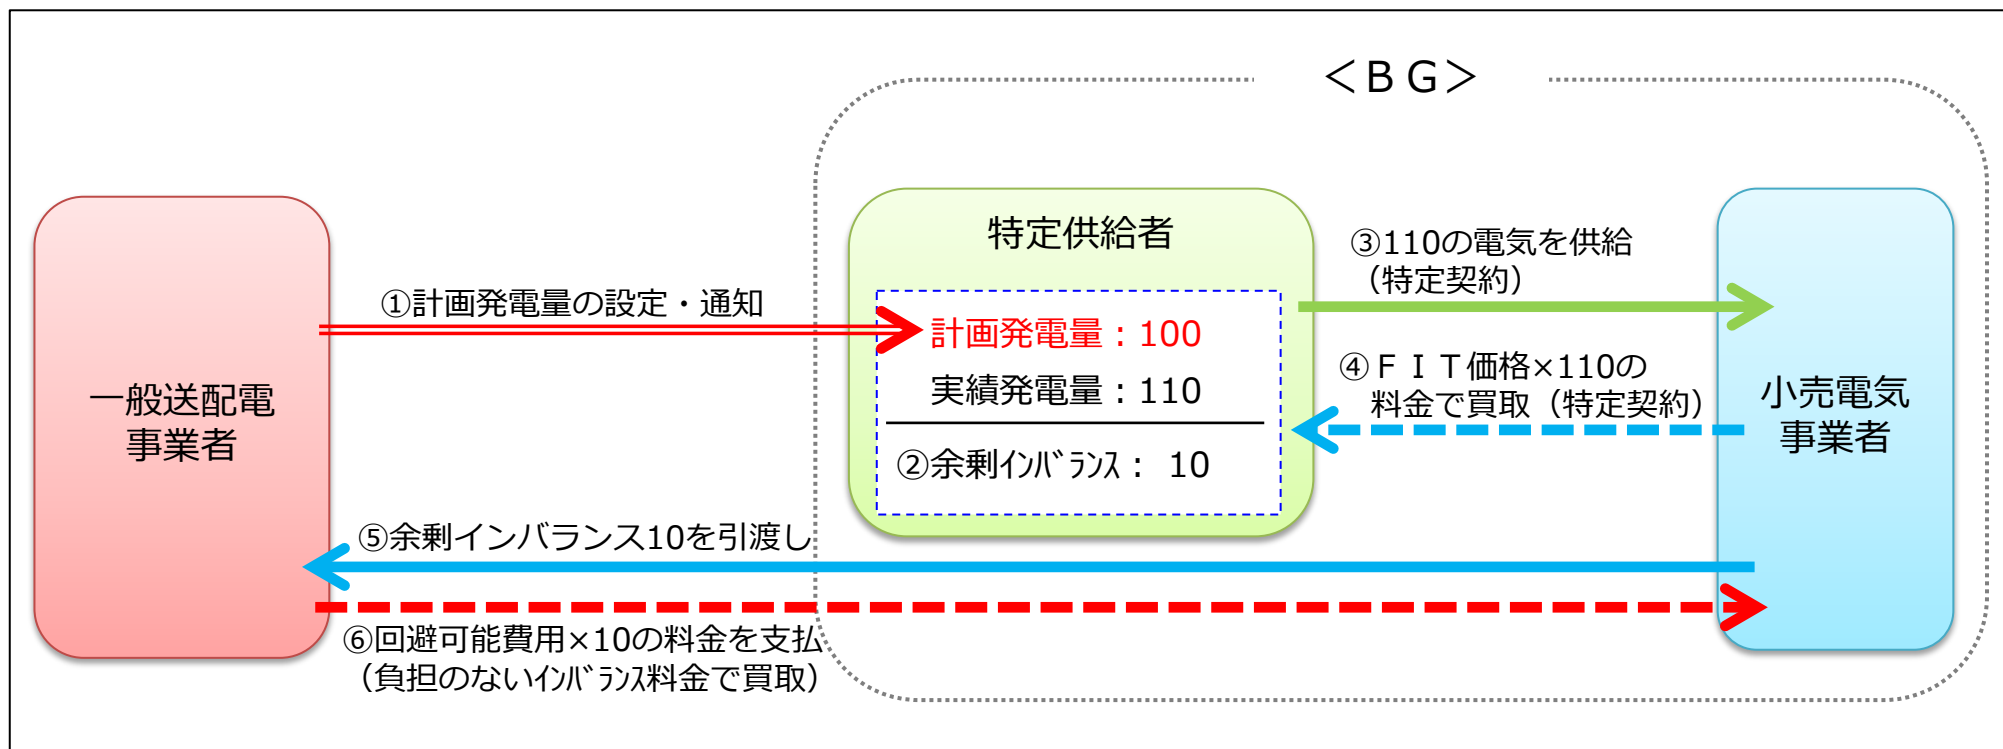 ＜ＢＧ＞
一般送配電
事業者
①計画発電量の設定・通知
特定供給者
計画発電量：100
実績発電量：110
②余剰ｲﾝﾊﾞﾗﾝｽ： 10
③110の電気を供給
（特定契約）
④ＦＩＴ価格×110の
料金で買取（特定契約）
小売電気
事業者
⑤余剰インバランス10を引渡し
⑥回避可能費用×10の料金を支払
（負担のないｲﾝﾊﾞﾗﾝｽ料金で買取）